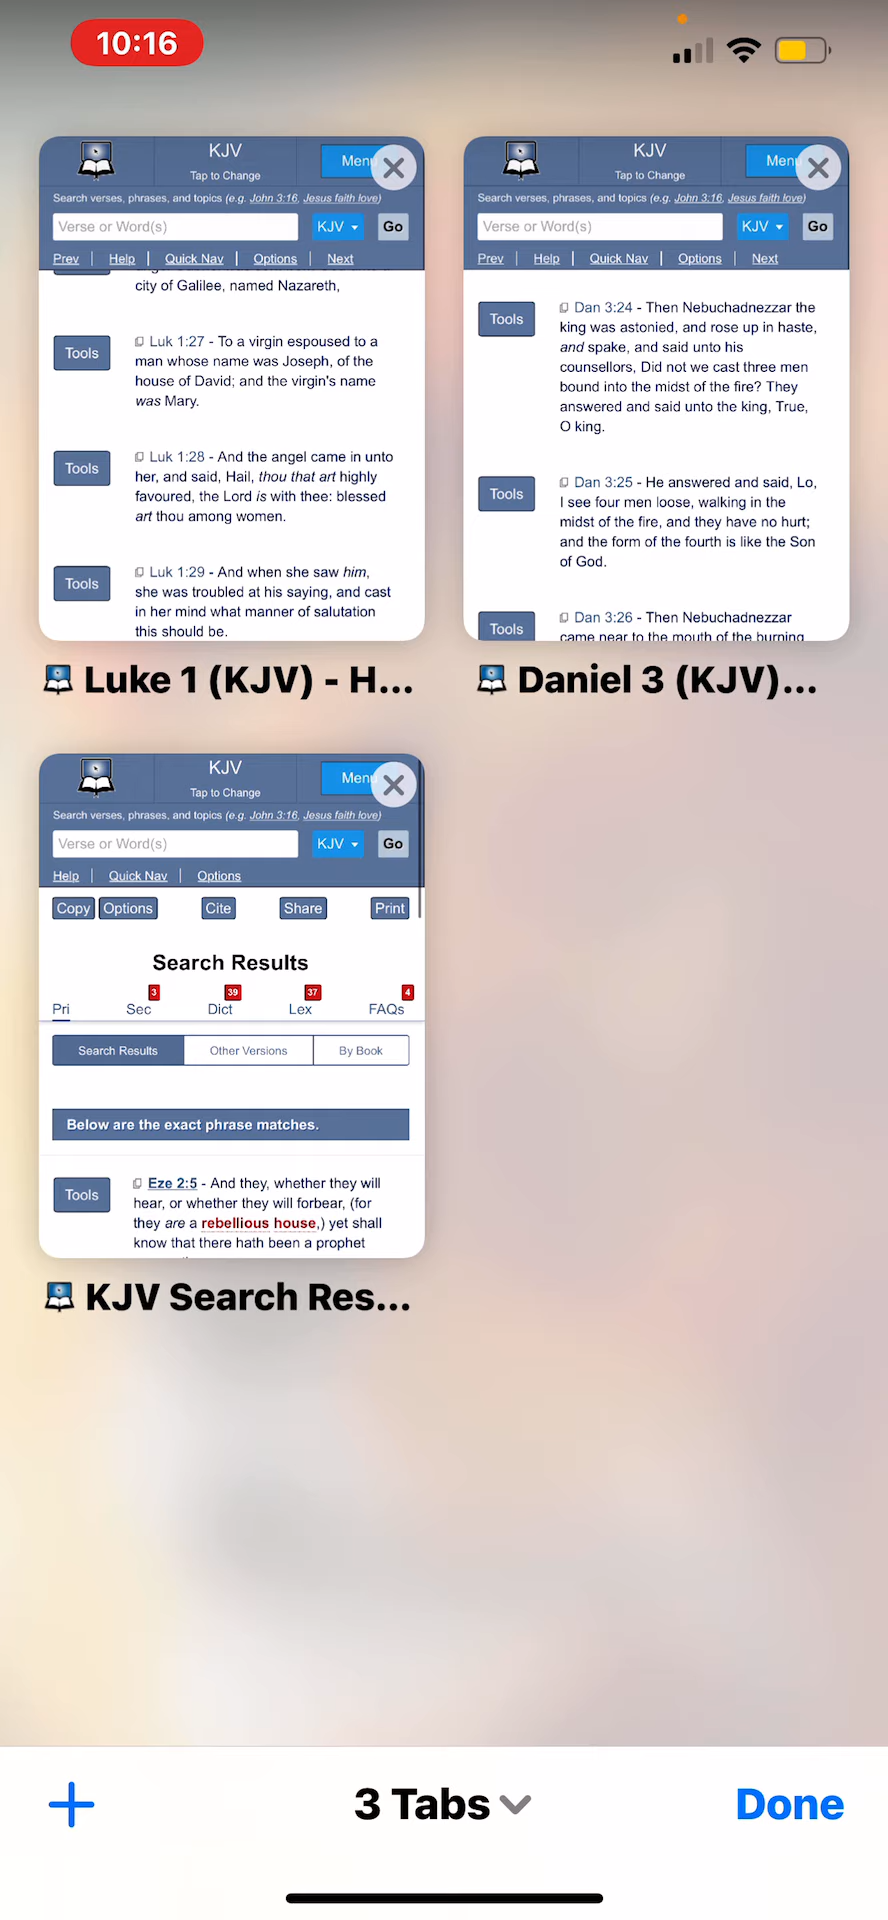 10:16
KJV
Tap to Change
Menu
Search verses, phrases, and topics (e.g. John 3:16, Jesus faith love)
Verse or Word(s)
KJV
Go
Prev | Help | Quick Nav | Options | Next
city of Galilee, named Nazareth,
Tools
Luk 1:27 - To a virgin espoused to a
man whose name was Joseph, of the
house of David; and the virgin's name
was Mary.
Tools
Luk 1:28 - And the angel came in unto
her, and said, Hail, thou that art highly
favoured, the Lord is with thee: blessed
art thou among women.
Tools
Luk 1:29 - And when she saw him,
she was troubled at his saying, and cast
in her mind what manner of salutation
this should be.
Luke 1 (KJV) - H...
KJV
Tap to Change
Menu
Search verses, phrases, and topics (e.g. John 3:16, Jesus faith love)
Verse or Word(s)
KJV
Go
Prev | Help | Quick Nav | Options | Next
Tools
Dan 3:24 - Then Nebuchadnezzar the
king was astonied, and rose up in haste,
and spake, and said unto his
counsellors, Did not we cast three men
bound into the midst of the fire? They
answered and said unto the king, True,
O king.
Tools
Dan 3:25 - He answered and said, Lo,
I see four men loose, walking in the
midst of the fire, and they have no hurt;
and the form of the fourth is like the Son
of God.
Tools
Dan 3:26 - Then Nebuchadnezzar
came near to the mouth of the burning
Daniel 3 (KJV)...
KJV
Tap to Change
Menu
Search verses, phrases, and topics (e.g. John 3:16, Jesus faith love)
Verse or Word(s)
KJV
Go
Help | Quick Nav | Options
Copy Options Cite Share Print
Search Results
3 39 37 4
Pri Sec Dict Lex FAQs
Search Results Other Versions By Book
Below are the exact phrase matches.
Tools
Eze 2:5 - And they, whether they will
hear, or whether they will forbear, (for
they are a rebellious house,) yet shall
know that there hath been a prophet
KJV Search Res...
3 Tabs
Done